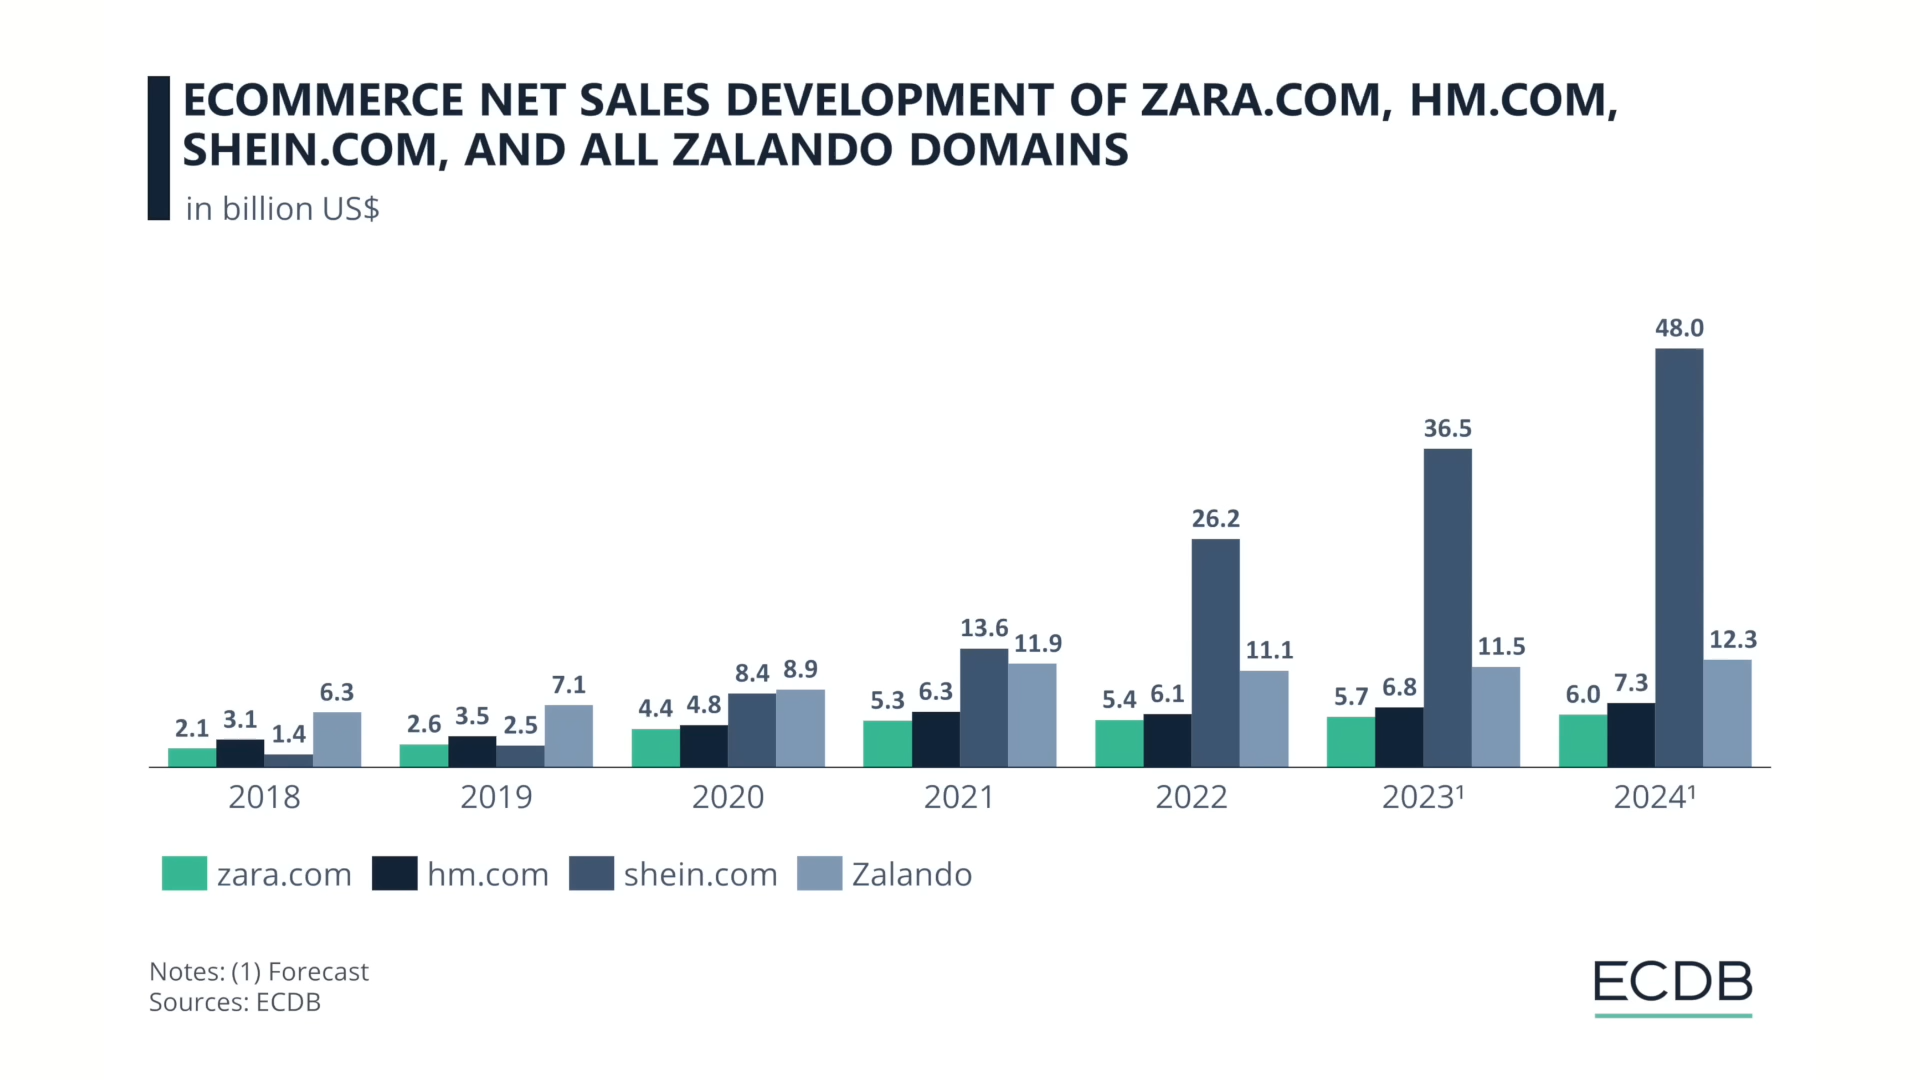 ECOMMERCE NET SALES DEVELOPMENT OF ZARA.COM, HM.COM,
SHEIN.COM, AND ALL ZALANDO DOMAINS
in billion US$
2.1 3.1 1.4 6.3
2.6 3.5 2.5 7.1
4.4 4.8 8.4 8.9
5.3 6.3 13.6 11.9
5.4 6.1 26.2 11.1
5.7 6.8 36.5 11.5
6.0 7.3 48.0 12.3
2018 2019 2020 2021 2022 2023¹ 2024¹
zara.com hm.com shein.com Zalando
Notes: (1) Forecast
Sources: ECDB
ECDB